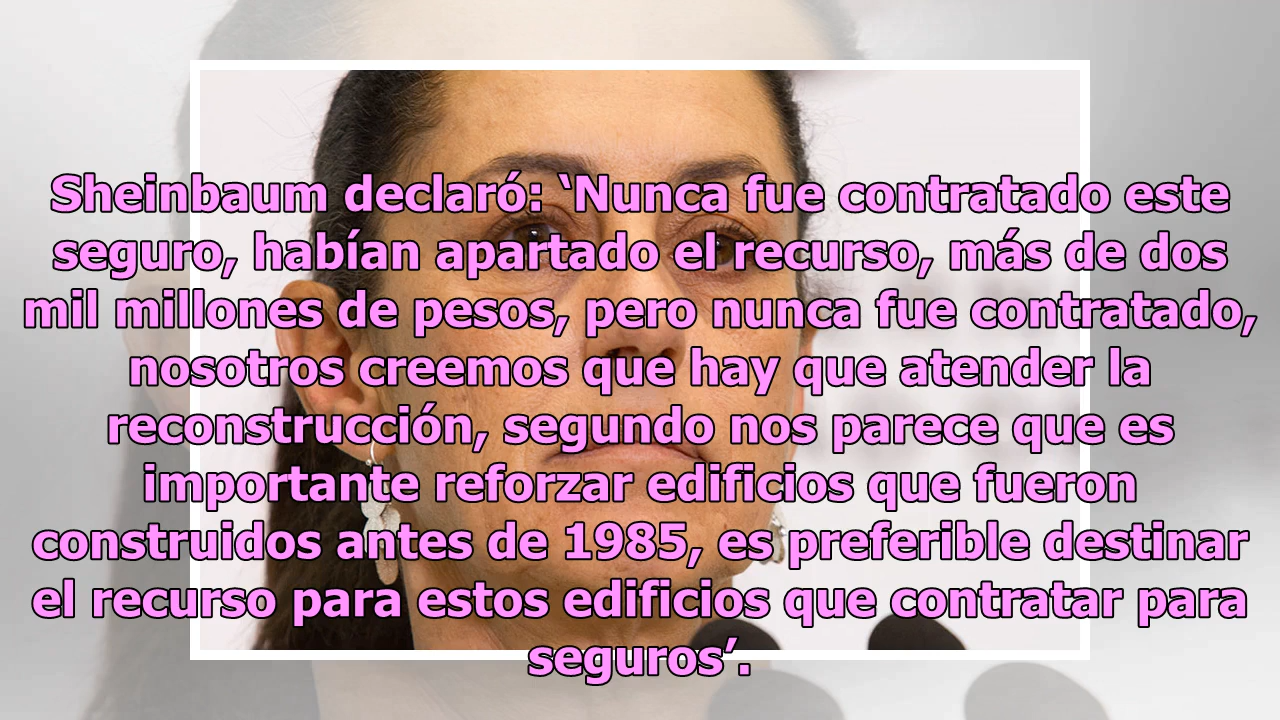 Sheinbaum declaró: ‘Nunca fue contratado este
seguro, habían apartado el recurso, más de dos
mil millones de pesos, pero nunca fue contratado,
nosotros creemos que hay que atender la
reconstrucción, segundo nos parece que es
importante reforzar edificios que fueron
construidos antes de 1985, es preferible destinar
el recurso para estos edificios que contratar para
seguros’.